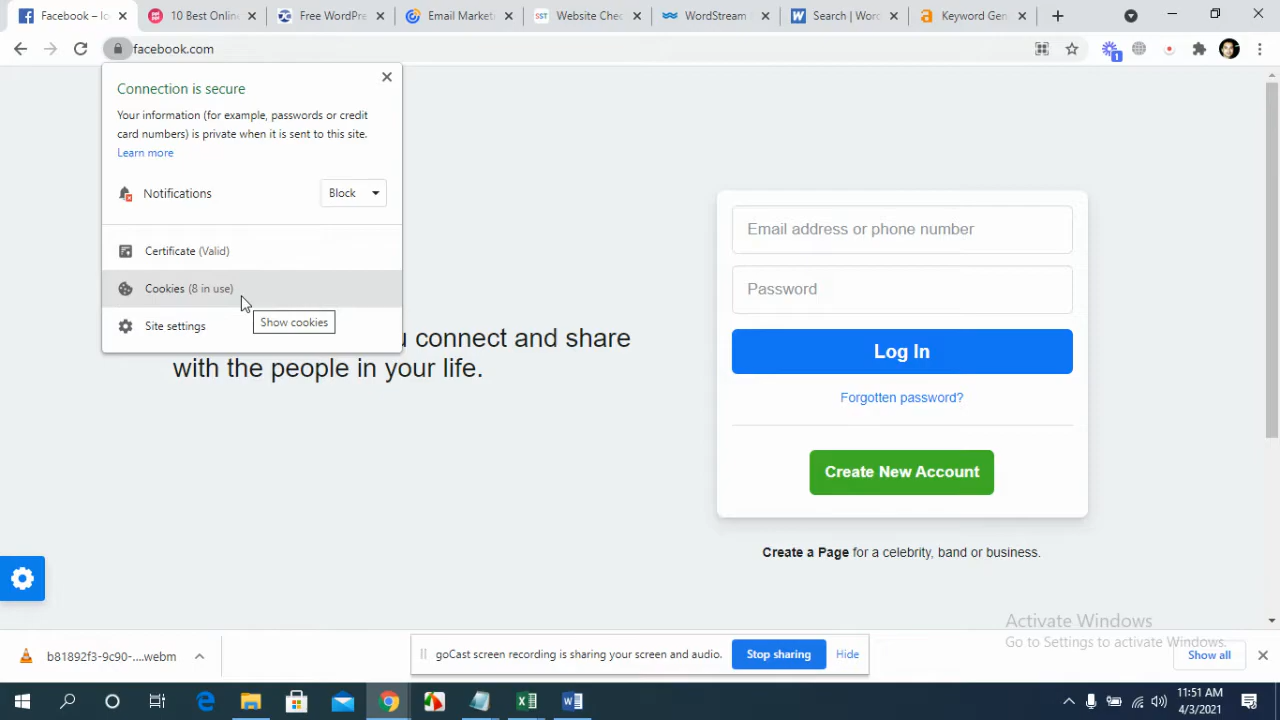 Facebook – lo
10 Best Onlin
Free WordPre
Email Market
Website Chec
WordStream
Search | Word
Keyword Gen
facebook.com
1
Connection is secure
Your information (for example, passwords or credit
card numbers) is private when it is sent to this site.
Learn more
Notifications
Block
Certificate (Valid)
Cookies (8 in use)
Show cookies
Site settings
connect and share
with the people in your life.
Email address or phone number
Password
Log In
Forgotten password?
Create New Account
Create a Page for a celebrity, band or business.
Activate Windows
Go to Settings to activate Windows.
b81892f3-9c90-....webm
goCast screen recording is sharing your screen and audio.
Stop sharing
Hide
Show all
11:51 AM
4/3/2021